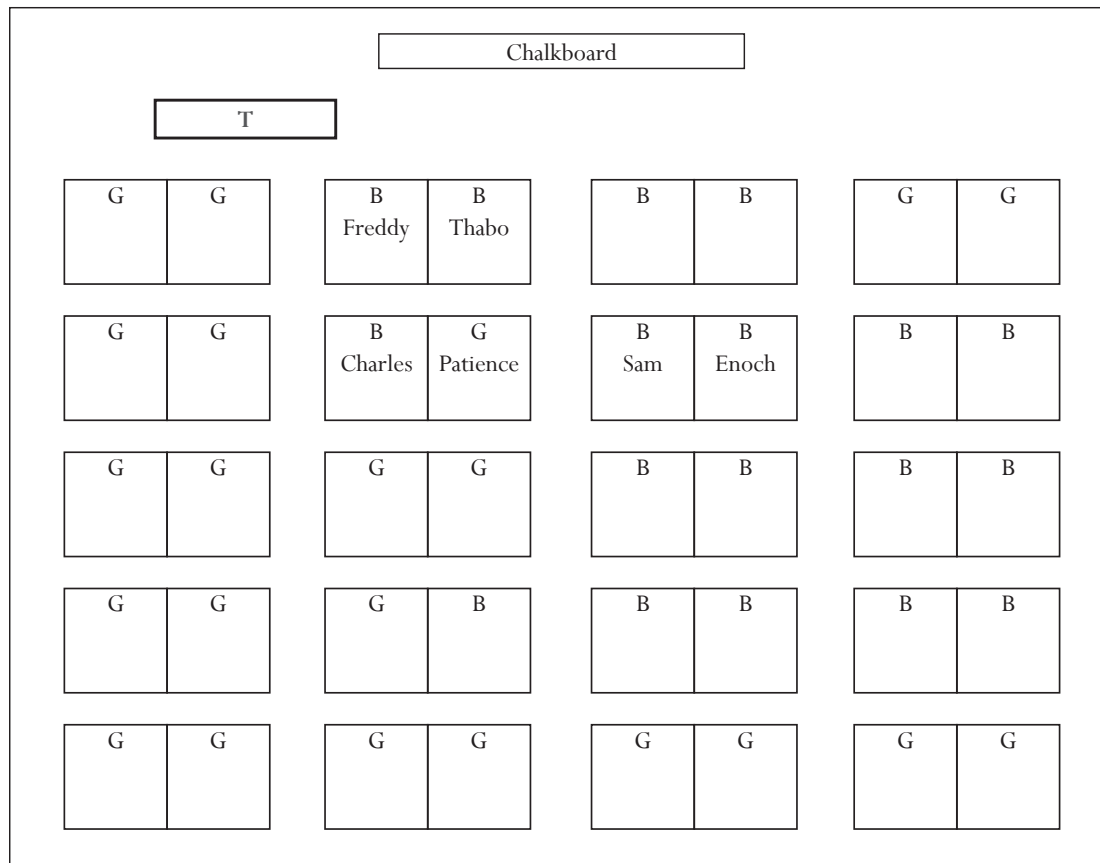 Chalkboard
T
G G B B B B G G
Freddy Thabo
G G B G B B B B
Charles Patience Sam Enoch
G G G G B B B B
G G G B B B B B
G G G G G G G G